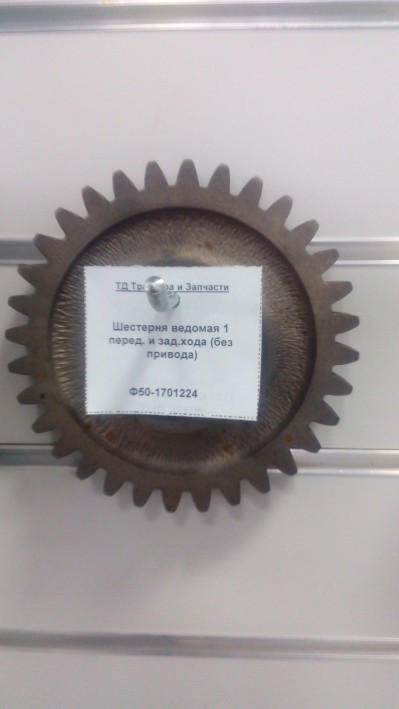 ТД и Запчасти
Шестерня ведомая 1
перед. и зад.хода (без
привода)
Ф50-1701224